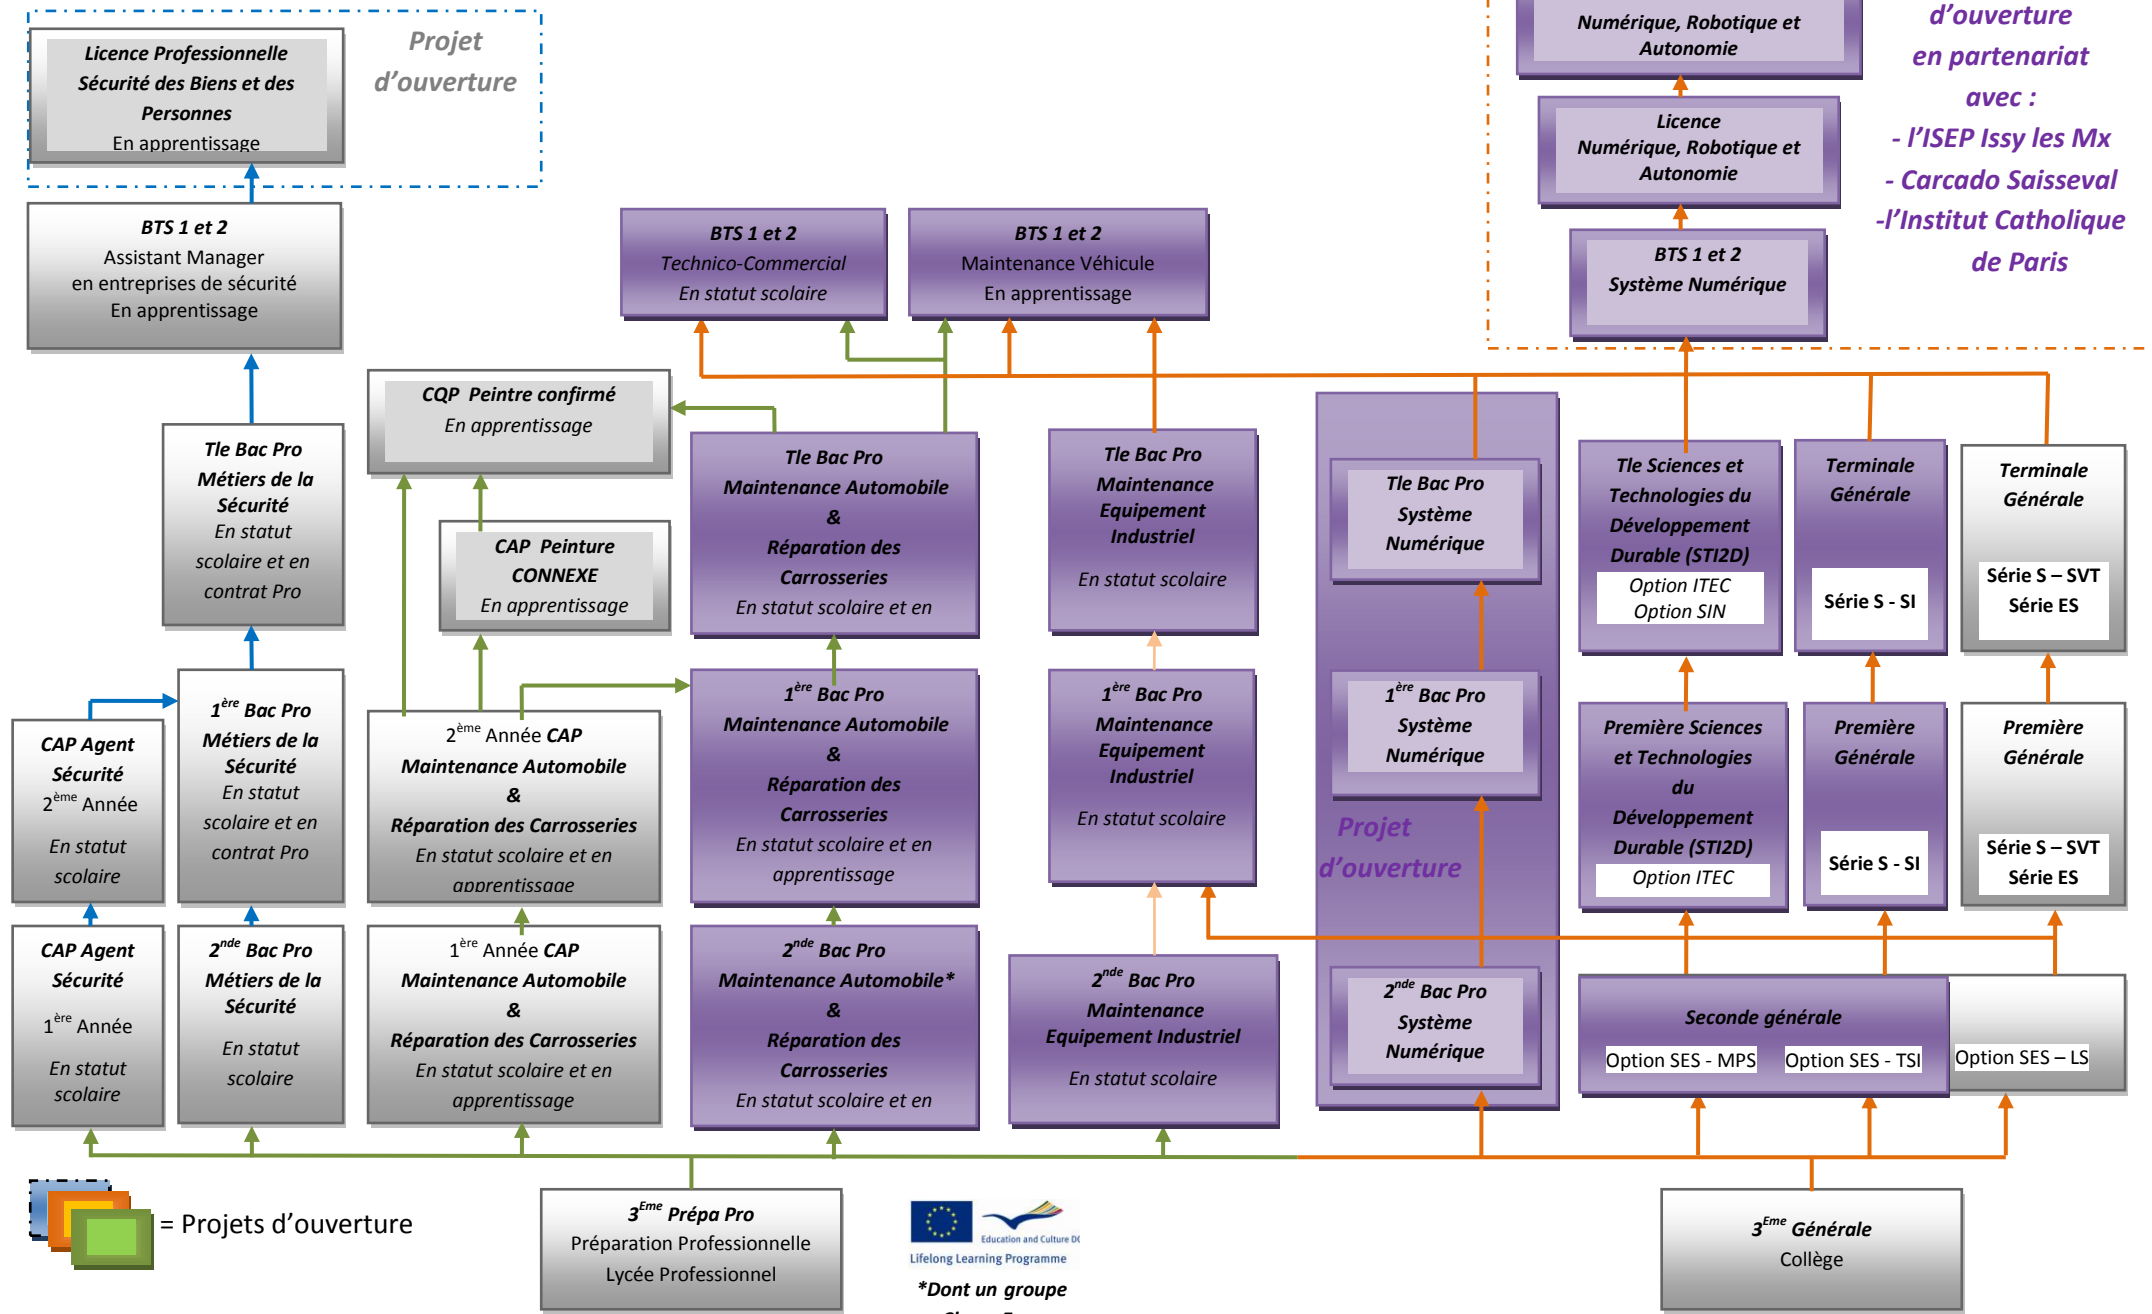 Licence Professionnelle
Sécurité des Biens et des
Personnes
En apprentissage
Projet
d'ouverture
Numérique, Robotique et
Autonomie
Licence
Numérique, Robotique et
Autonomie
BTS 1 et 2
Système Numérique
d'ouverture
en partenariat
avec :
- l'ISEP Issy les Mx
- Carcado Saisseval
-l'Institut Catholique
de Paris
BTS 1 et 2
Assistant Manager
en entreprises de sécurité
En apprentissage
BTS 1 et 2
Technico-Commercial
En statut scolaire
BTS 1 et 2
Maintenance Véhicule
En apprentissage
CQP Peintre confirmé
En apprentissage
Tle Bac Pro
Métiers de la
Sécurité
En statut
scolaire et en
contrat Pro
CAP Peinture
CONNEXE
En apprentissage
Tle Bac Pro
Maintenance Automobile
&
Réparation des
Carrosseries
En statut scolaire et en
Tle Bac Pro
Maintenance
Equipement
Industriel
En statut scolaire
Tle Bac Pro
Système
Numérique
Tle Sciences et
Technologies du
Développement
Durable (STI2D)
Option ITEC
Option SIN
Terminale
Générale
Série S - SI
Terminale
Générale
Série S – SVT
Série ES
CAP Agent
Sécurité
2ème Année
En statut
scolaire
1ère Bac Pro
Métiers de la
Sécurité
En statut
scolaire et en
contrat Pro
2ème Année CAP
Maintenance Automobile
&
Réparation des Carrosseries
En statut scolaire et en
apprentissage
1ère Bac Pro
Maintenance Automobile
&
Réparation des
Carrosseries
En statut scolaire et en
apprentissage
1ère Bac Pro
Maintenance
Equipement
Industriel
En statut scolaire
1ère Bac Pro
Système
Numérique
Projet
d'ouverture
Première Sciences
et Technologies
du
Développement
Durable (STI2D)
Option ITEC
Première
Générale
Série S - SI
Première
Générale
Série S – SVT
Série ES
CAP Agent
Sécurité
1ère Année
En statut
scolaire
2nde Bac Pro
Métiers de la
Sécurité
En statut
scolaire
1ère Année CAP
Maintenance Automobile
&
Réparation des Carrosseries
En statut scolaire et en
apprentissage
2nde Bac Pro
Maintenance Automobile*
&
Réparation des
Carrosseries
En statut scolaire et en
2nde Bac Pro
Maintenance
Equipement Industriel
En statut scolaire
2nde Bac Pro
Système
Numérique
Seconde générale
Option SES - MPS
Option SES - TSI
Option SES – LS
= Projets d'ouverture
3Eme Prépa Pro
Préparation Professionnelle
Lycée Professionnel
Education and Culture
Lifelong Learning Programme
*Dont un groupe
3Eme Générale
Collège